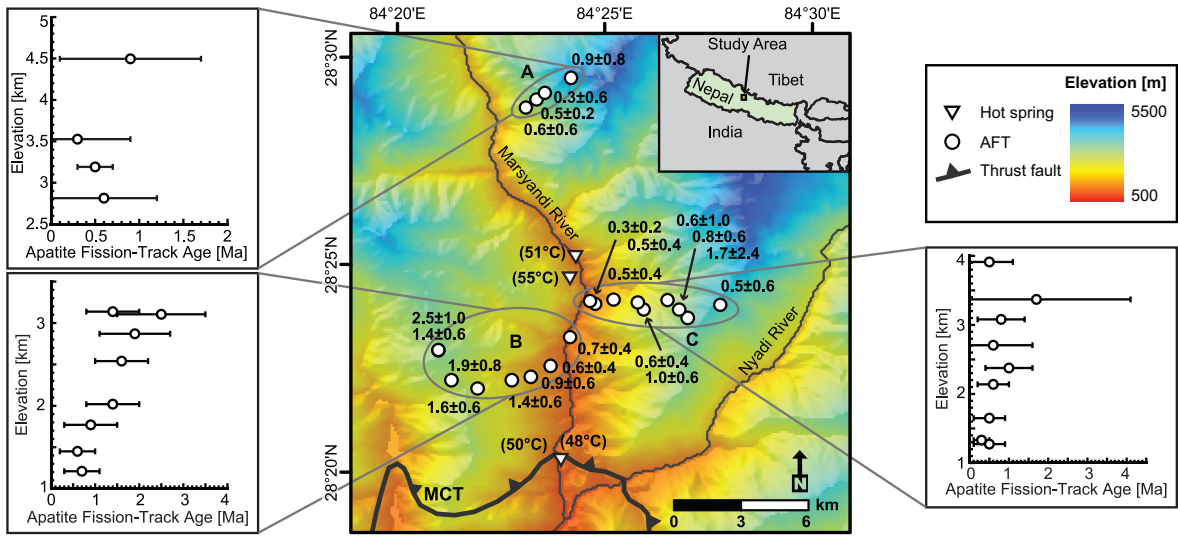 84°20'E
84°25'E
84°30'E
28°30'N
28°25'N
28°20'N
Elevation [km]
5
4.5
4
3.5
3
2.5
0
0.5
1
1.5
2
Apatite Fission-Track Age [Ma]
A
0.9±0.8
0.3±0.6
0.5±0.2
0.6±0.6
Study Area
Tibet
Nepal
India
Elevation [m]
Hot spring
5500
AFT
Thrust fault
500
Marsyandi River
(51°C)
(55°C)
0.3±0.2
0.5±0.4
0.6±1.0
0.8±0.6
1.7±2.4
0.5±0.4
0.5±0.6
C
0.6±0.4
1.0±0.6
Nyadi River
Elevation [km]
3
2
1
0
1
2
3
4
Apatite Fission-Track Age [Ma]
2.5±1.0
1.4±0.6
B
1.9±0.8
0.7±0.4
0.6±0.4
0.9±0.6
1.6±0.6
1.4±0.6
(50°C)
(48°C)
MCT
N
km
0
3
6
Elevation [km]
4
3
2
1
0
1
2
3
4
Apatite Fission-Track Age [Ma]